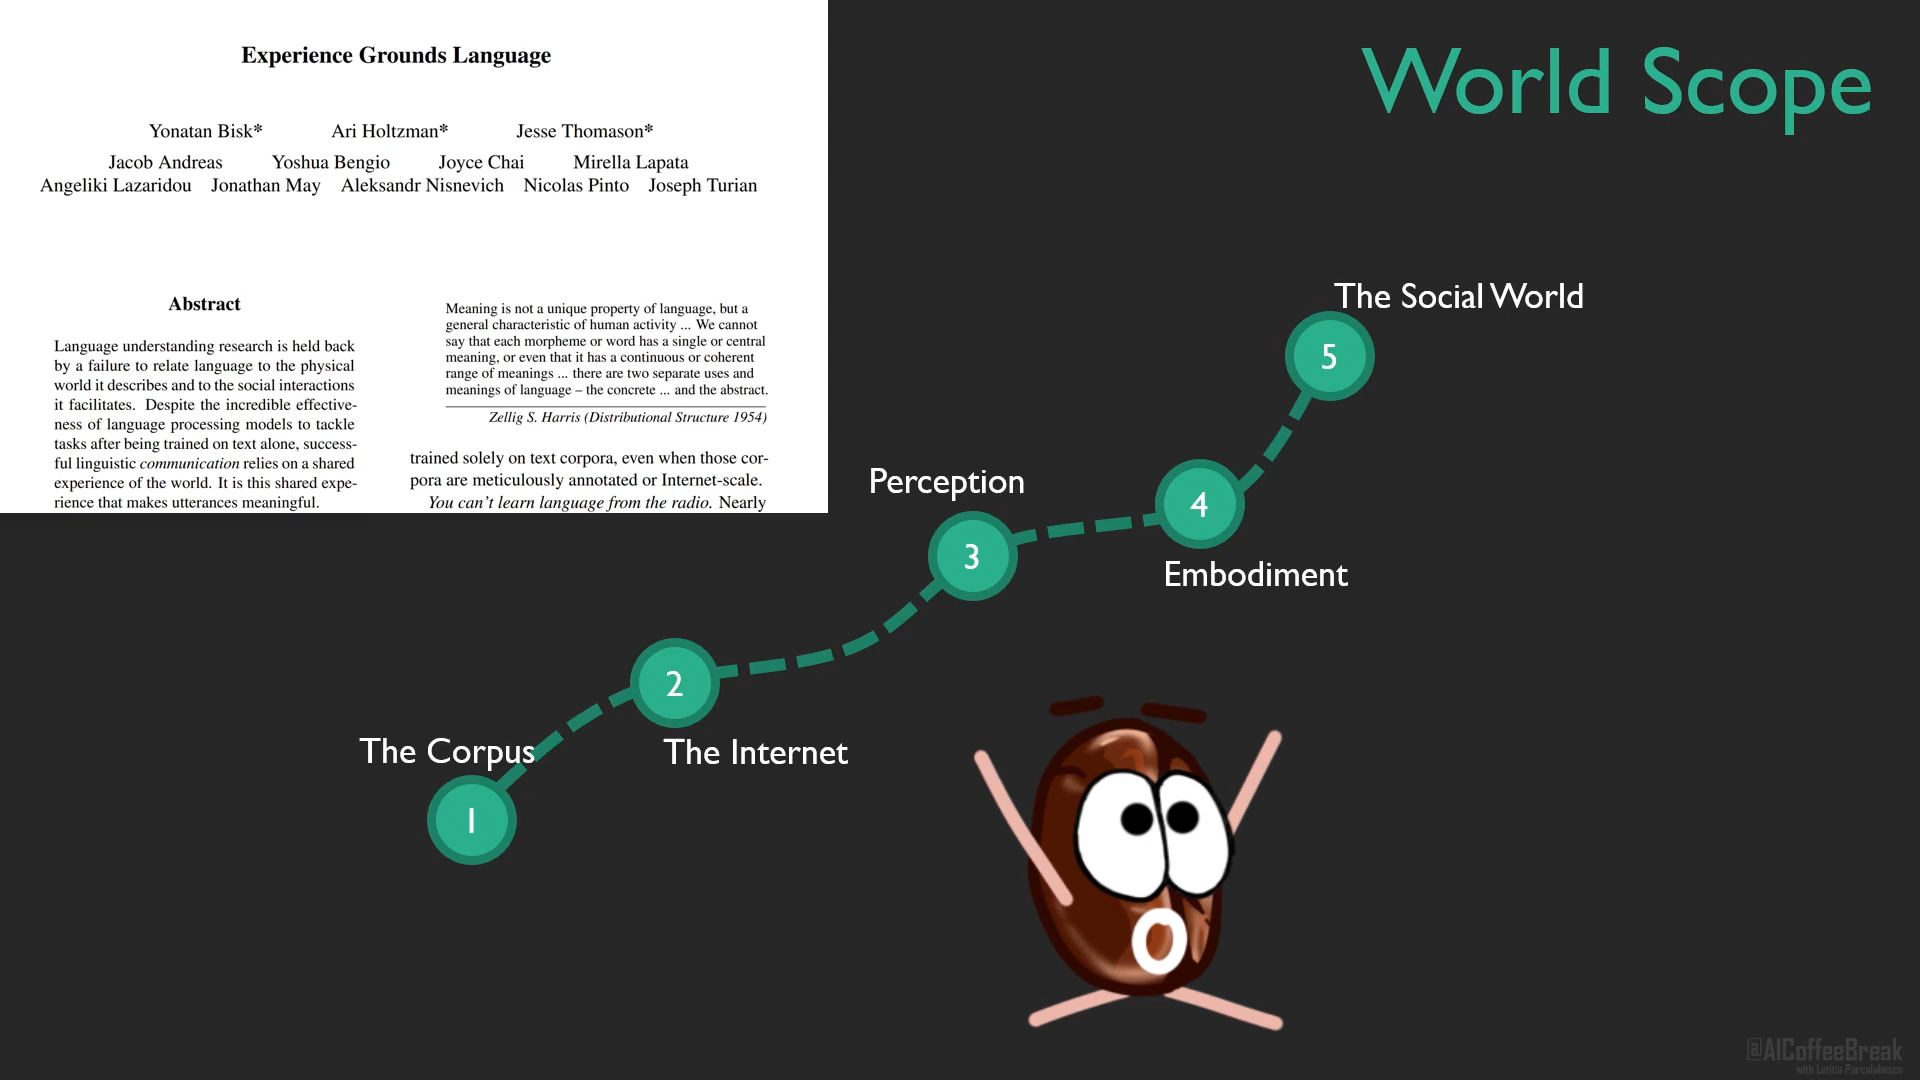 Experience Grounds Language
Yonatan Bisk* Ari Holtzman* Jesse Thomason*
Jacob Andreas Yoshua Bengio Joyce Chai Mirella Lapata
Angeliki Lazaridou Jonathan May Aleksandr Nisnevich Nicolas Pinto Joseph Turian
Abstract
Language understanding research is held back
by a failure to relate language to the physical
world it describes and to the social interactions
it facilitates. Despite the incredible effective-
ness of language processing models to tackle
tasks after being trained on text alone, success-
ful linguistic communication relies on a shared
experience of the world. It is this shared expe-
rience that makes utterances meaningful.
Meaning is not a unique property of language, but a
general characteristic of human activity ... We cannot
say that each morpheme or word has a single or central
meaning, or even that it has a continuous or coherent
range of meanings ... there are two separate uses and
meanings of language – the concrete ... and the abstract.
Zellig S. Harris (Distributional Structure 1954)
trained solely on text corpora, even when those cor-
pora are meticulously annotated or Internet-scale.
You can't learn language from the radio. Nearly
World Scope
The Social World
5
Perception
4
3
Embodiment
2
The Corpus
The Internet
1
@AICoffeeBreak
with Letitia Parcalabescu